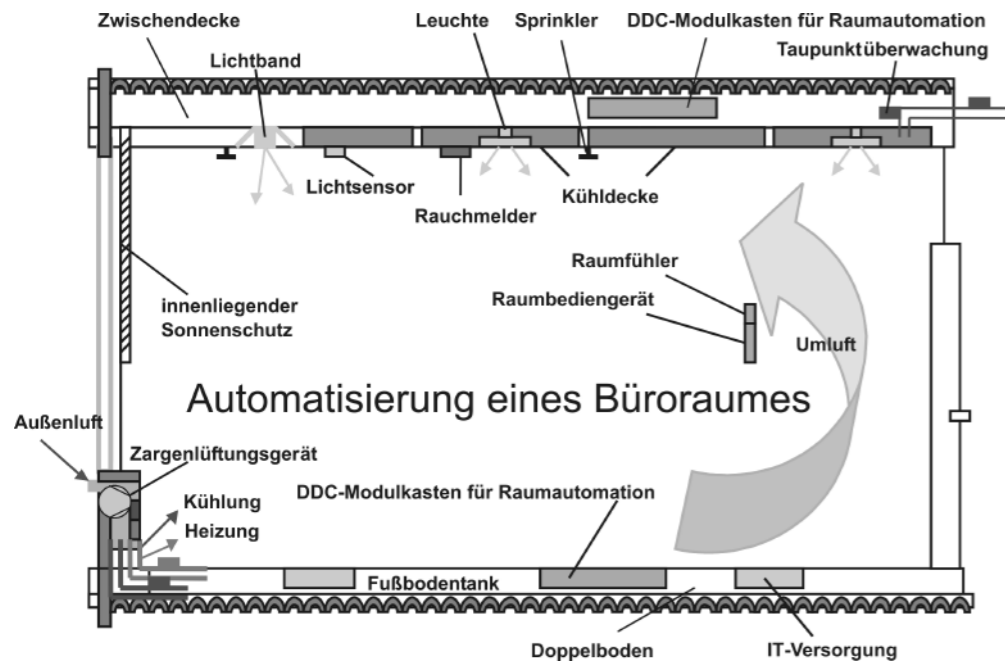 Zwischendecke
Leuchte
Sprinkler
DDC-Modulkasten für Raumautomation
Lichtband
Taupunktüberwachung
Lichtsensor
Kühldecke
Rauchmelder
Raumfühler
innenliegender
Sonnenschutz
Raumbediengerät
Umluft
Automatisierung eines Büroraumes
Außenluft
Zargenlüftungsgerät
Kühlung
DDC-Modulkasten für Raumautomation
Heizung
Fußbodentank
Doppelboden
IT-Versorgung